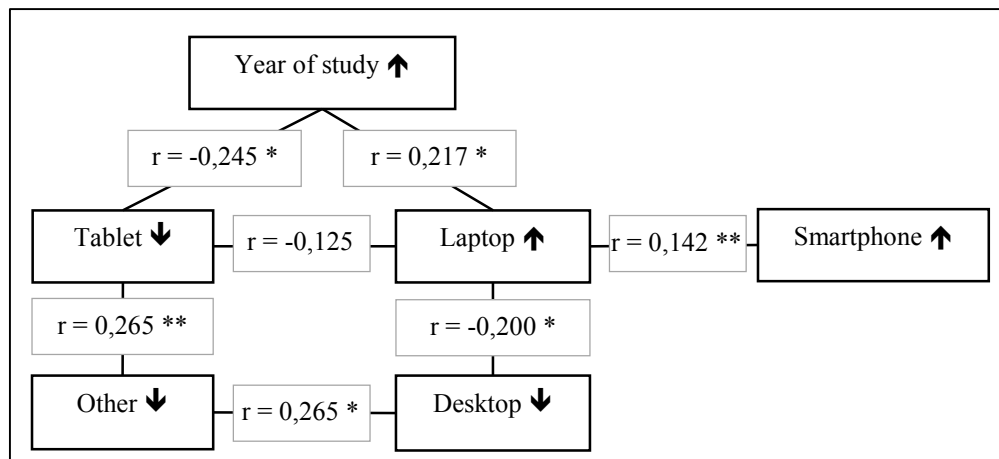 Year of study 🡹
r = -0,245 *
r = 0,217 *
Tablet 🡻
r = -0,125
Laptop 🡹
r = 0,142 **
Smartphone 🡹
r = 0,265 **
r = -0,200 *
Other 🡻
r = 0,265 *
Desktop 🡻